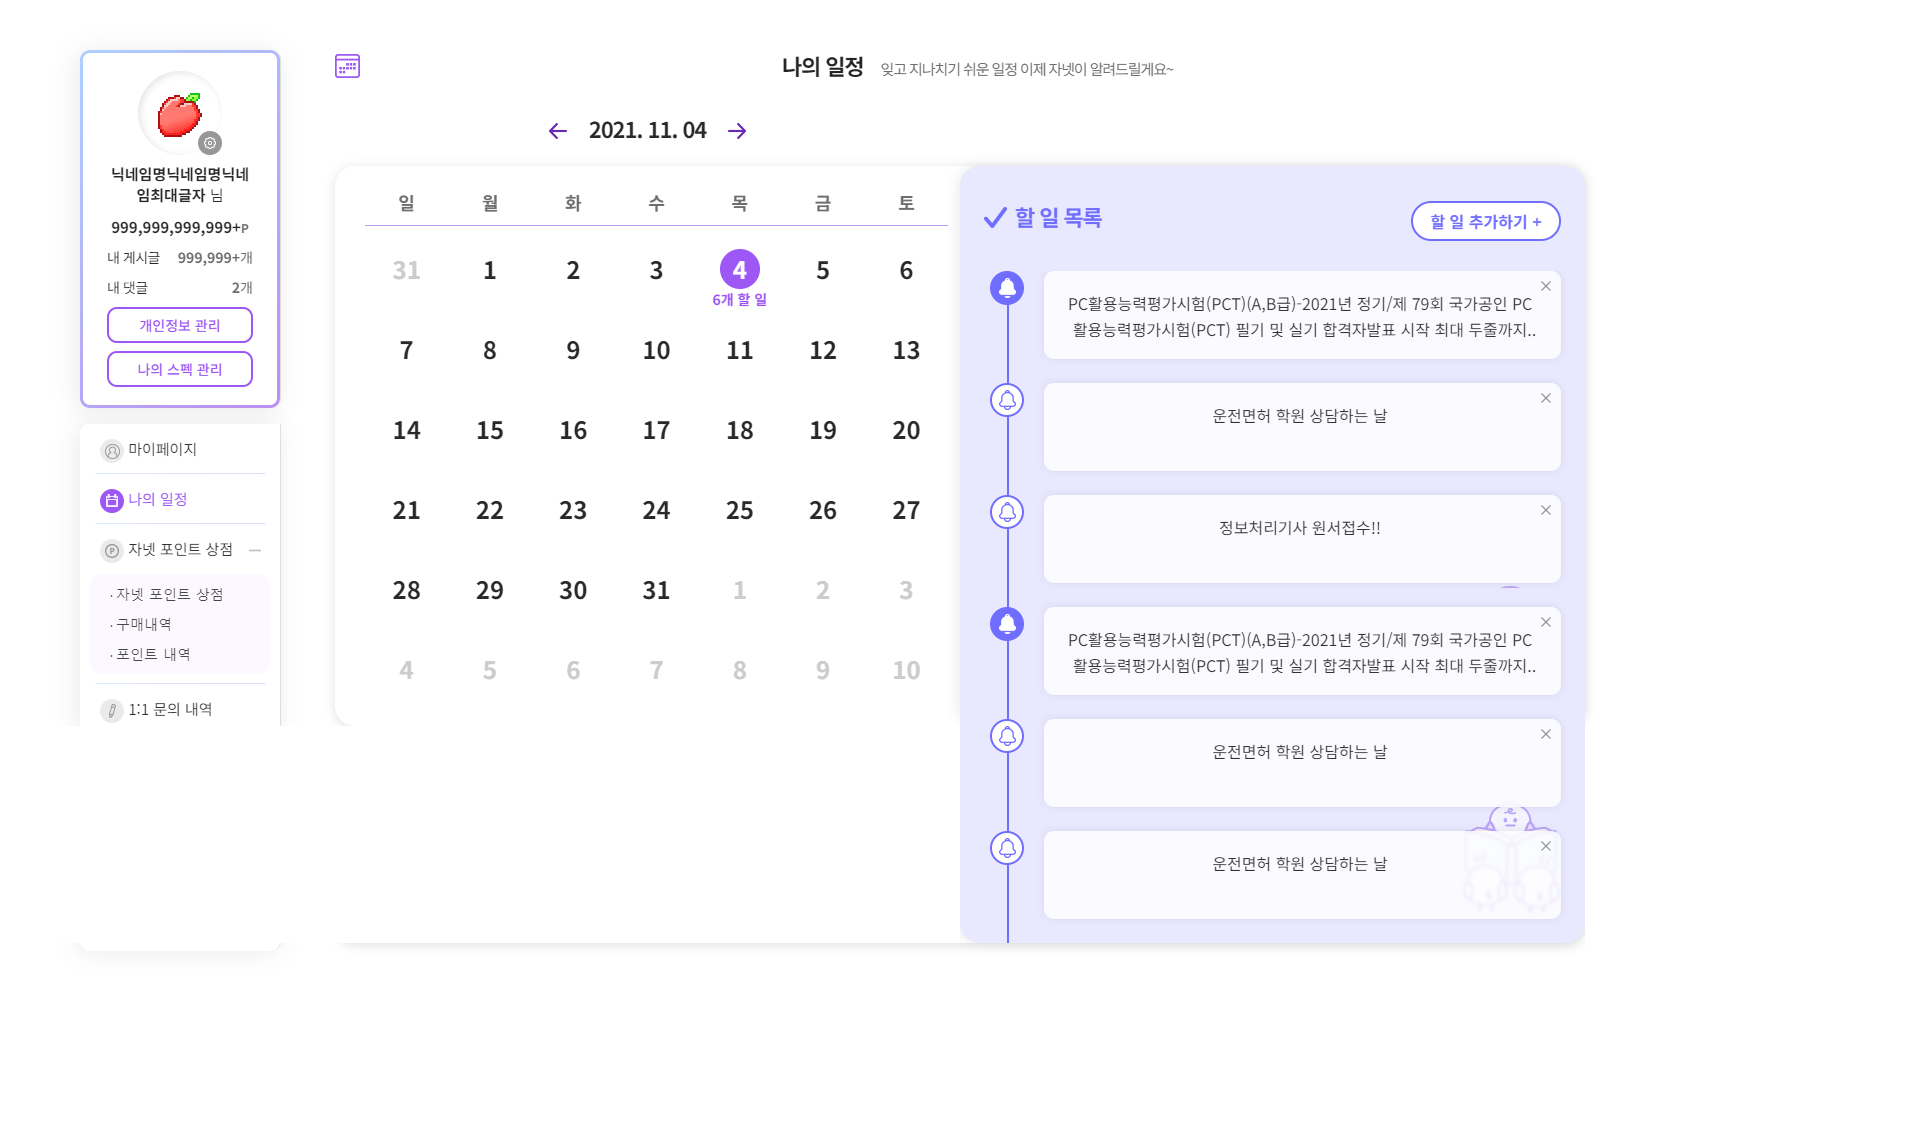 닉네임명닉네임명닉네
임최대글자 님
999,999,999,999+P
내 게시글 999,999+개
내 댓글 2개
개인정보 관리
나의 스펙 관리
마이페이지
나의 일정
자넷 포인트 상점
· 자넷 포인트 상점
· 구매내역
· 포인트 내역
1:1 문의 내역
나의 일정 잊고 지나치기 쉬운 일정 이제 자넷이 알려드릴게요~
2021. 11. 04
일 월 화 수 목 금 토
31 1 2 3 4 5 6
6개 할 일
7 8 9 10 11 12 13
14 15 16 17 18 19 20
21 22 23 24 25 26 27
28 29 30 31 1 2 3
4 5 6 7 8 9 10
할 일 목록
할 일 추가하기 +
PC활용능력평가시험(PCT)(A,B급)-2021년 정기/제 79회 국가공인 PC
활용능력평가시험(PCT) 필기 및 실기 합격자발표 시작 최대 두줄까지..
운전면허 학원 상담하는 날
정보처리기사 원서접수!!
PC활용능력평가시험(PCT)(A,B급)-2021년 정기/제 79회 국가공인 PC
활용능력평가시험(PCT) 필기 및 실기 합격자발표 시작 최대 두줄까지..
운전면허 학원 상담하는 날
운전면허 학원 상담하는 날